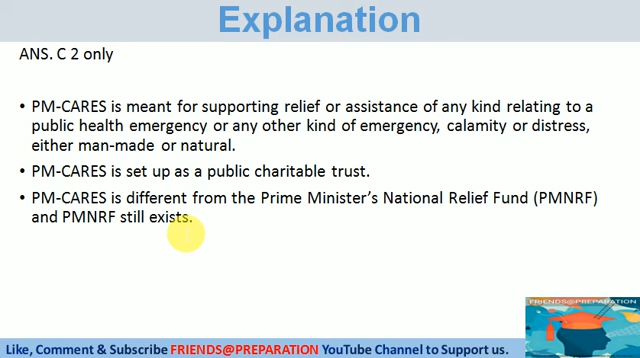 Explanation
ANS. C 2 only
• PM-CARES is meant for supporting relief or assistance of any kind relating to a
public health emergency or any other kind of emergency, calamity or distress,
either man-made or natural.
• PM-CARES is set up as a public charitable trust.
• PM-CARES is different from the Prime Minister’s National Relief Fund (PMNRF)
and PMNRF still exists.
FRIENDS@PREPARATION
Like, Comment & Subscribe FRIENDS@PREPARATION YouTube Channel to Support us.